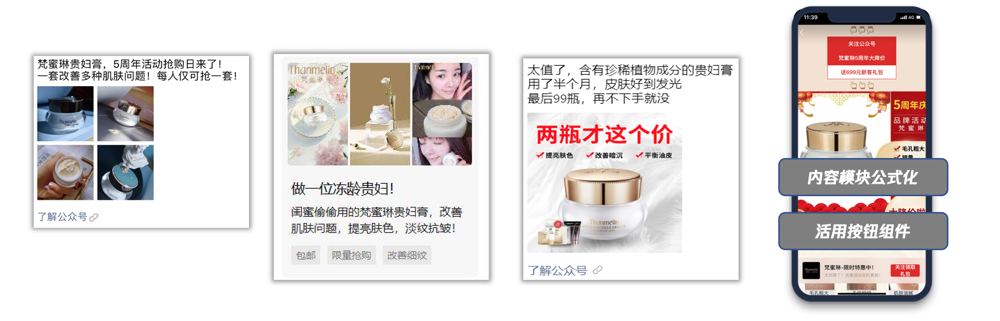 梵蜜琳贵妇膏，5周年活动抢购日来了！
一套改善多种肌肤问题！每人仅可抢一套！
Thanmelin
Thanmelin
了解公众号
Thanmelin
梵蜜琳
Thanmelin
做一位冻龄贵妇！
闺蜜偷偷用的梵蜜琳贵妇膏，改善
肌肤问题，提亮肤色，淡纹抗皱！
包邮
限量抢购
改善细纹
太值了，含有珍稀植物成分的贵妇膏
用了半个月，皮肤好到发光
最后99瓶，再不下手就没
两瓶才这个价
提亮肤色
改善暗沉
平衡油皮
Thanmelin
ANTI-WRINKLE REPAIR
送
了解公众号
11:39
4G
关注公众号
梵蜜琳5周年大降价
送699元新客礼包
5周年庆
品牌活动
梵蜜琳
毛孔粗大
暗黄
内容模块公式化
大降价啦
活用按钮组件
Thanmelin
梵蜜琳-限时特惠中！
太划算了！优惠活动实时更新！
关注领取
礼包
毛孔粗大
干纹细纹
肌肤油腻